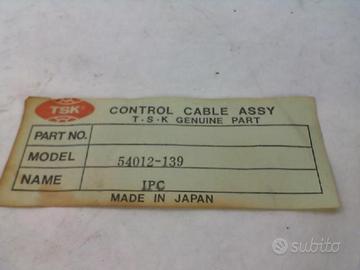 TSK
CONTROL CABLE ASSY
T·S·K GENUINE PART
PART NO.
MODEL 54012-139
NAME IPC
MADE IN JAPAN
subito